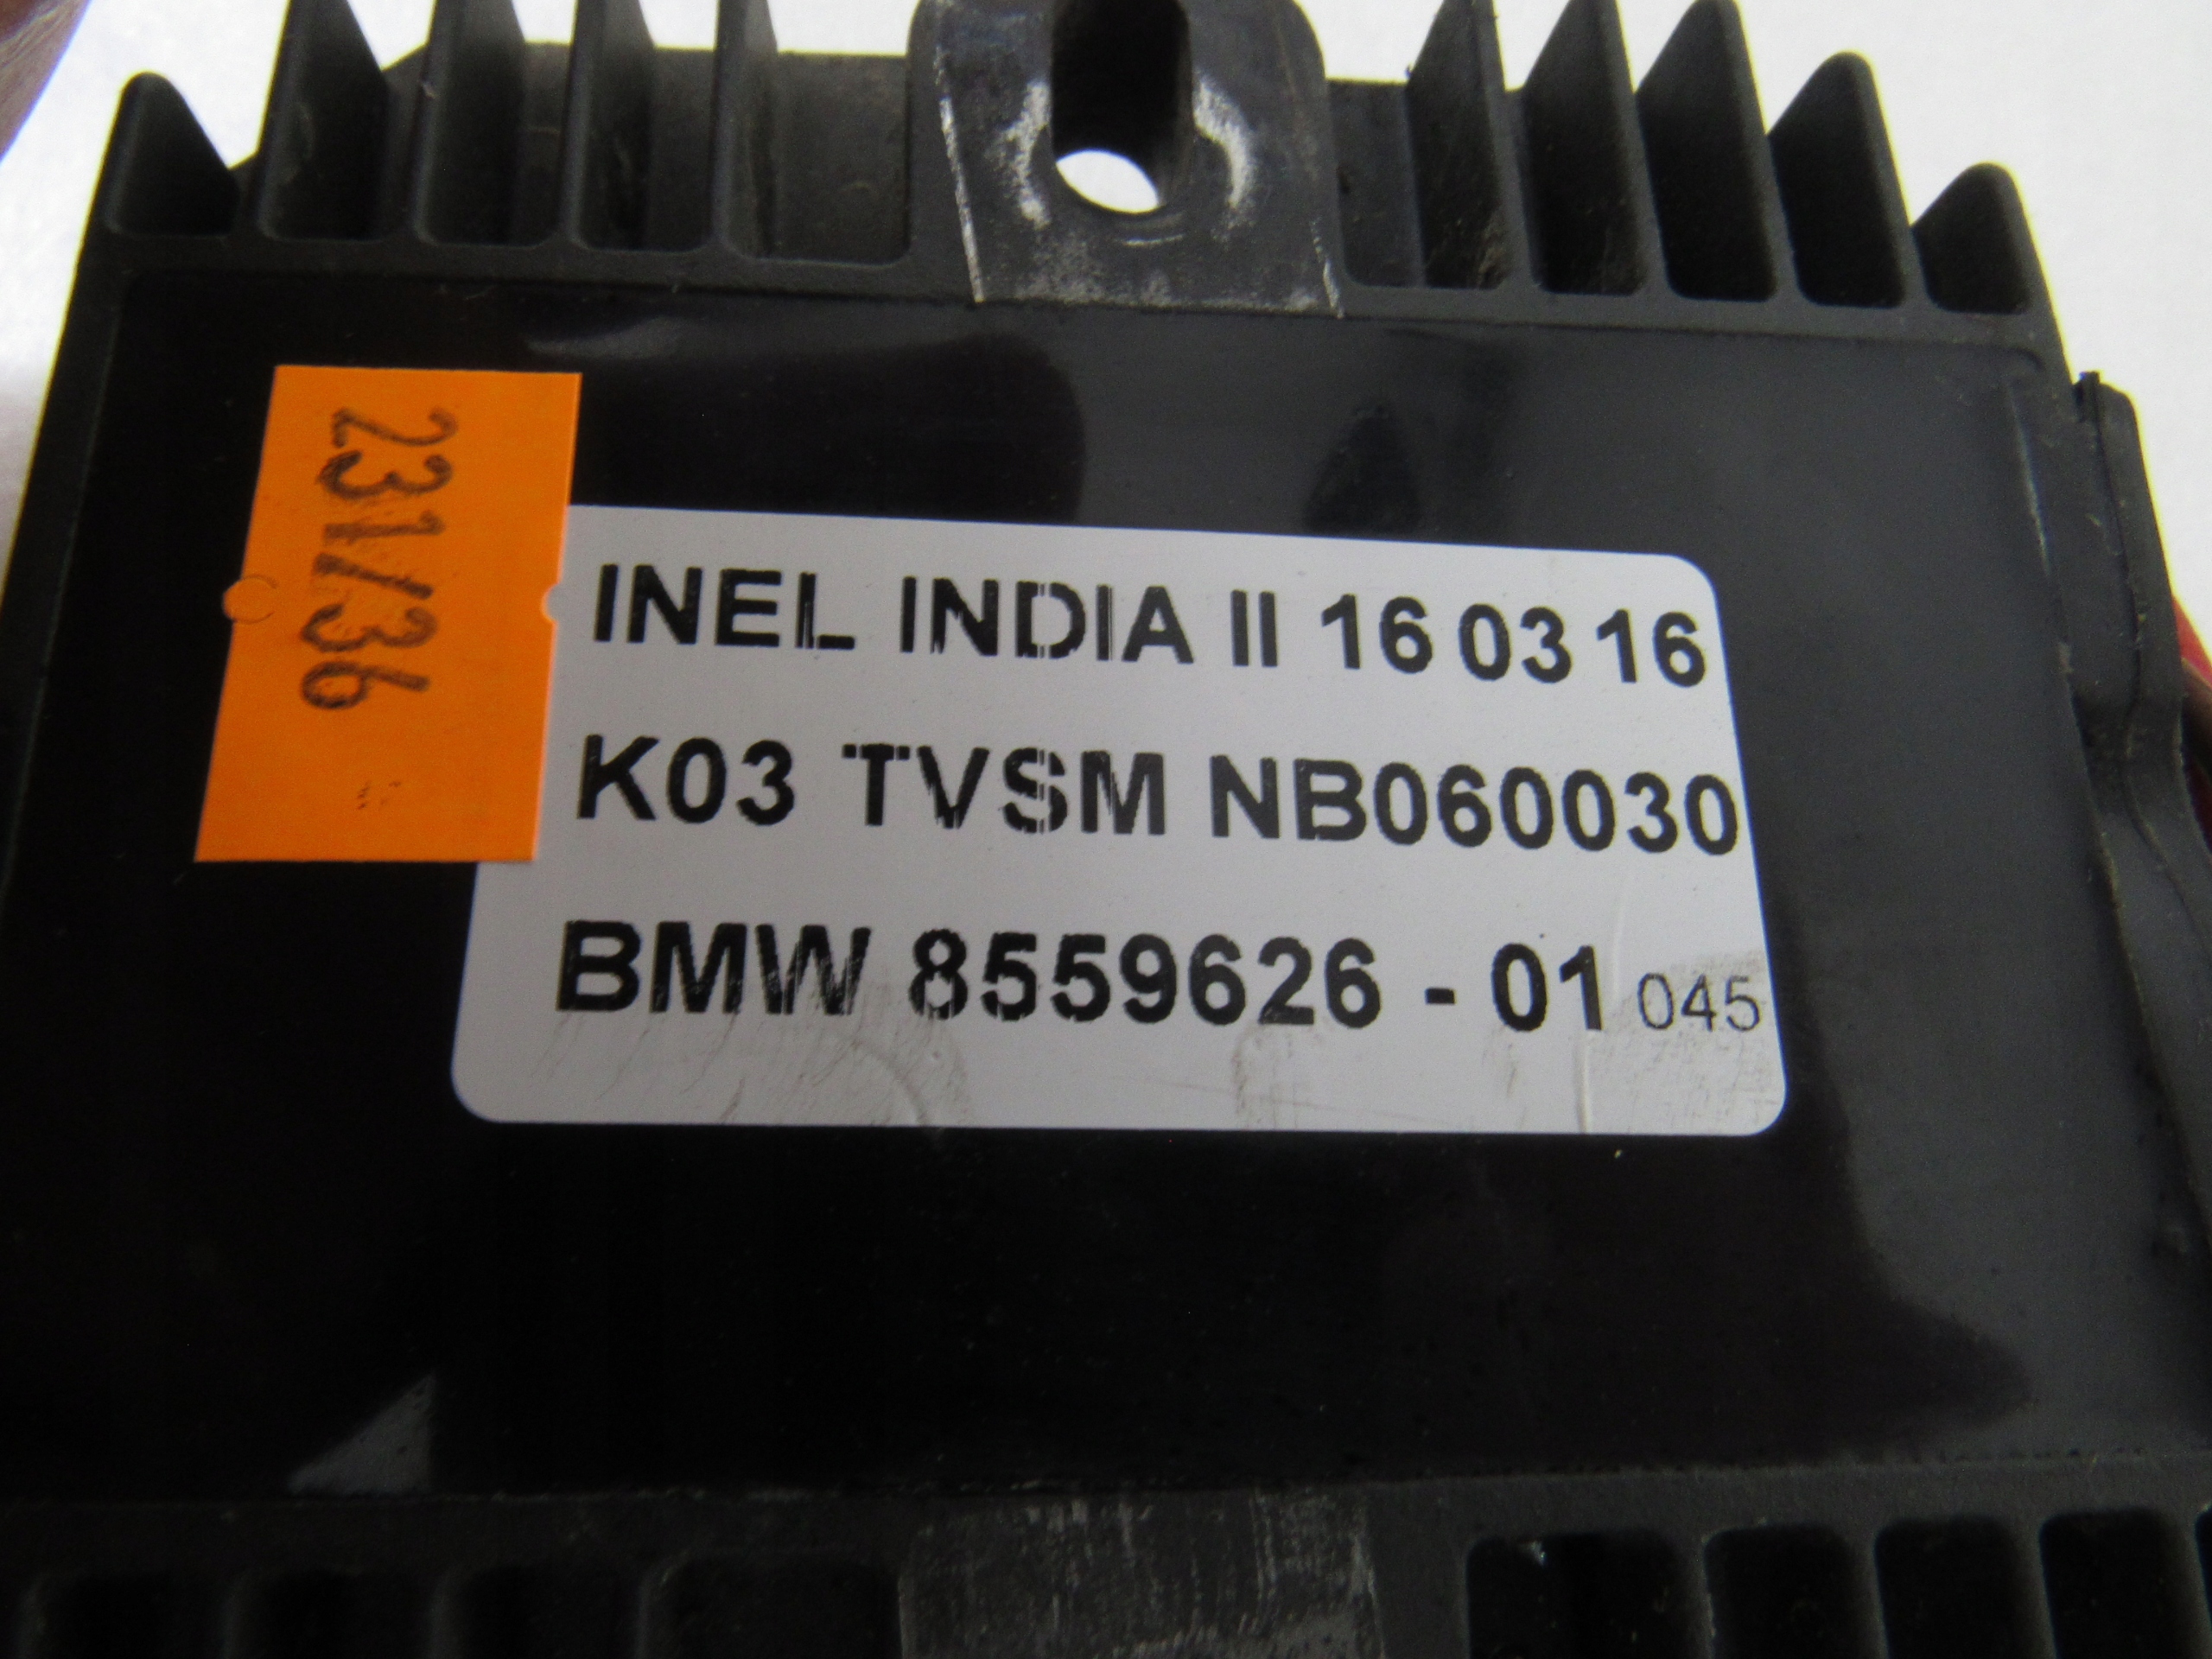 231/36
INEL INDIA II 16 03 16
K03 TVSM NB060030
BMW 8559626 - 01 045